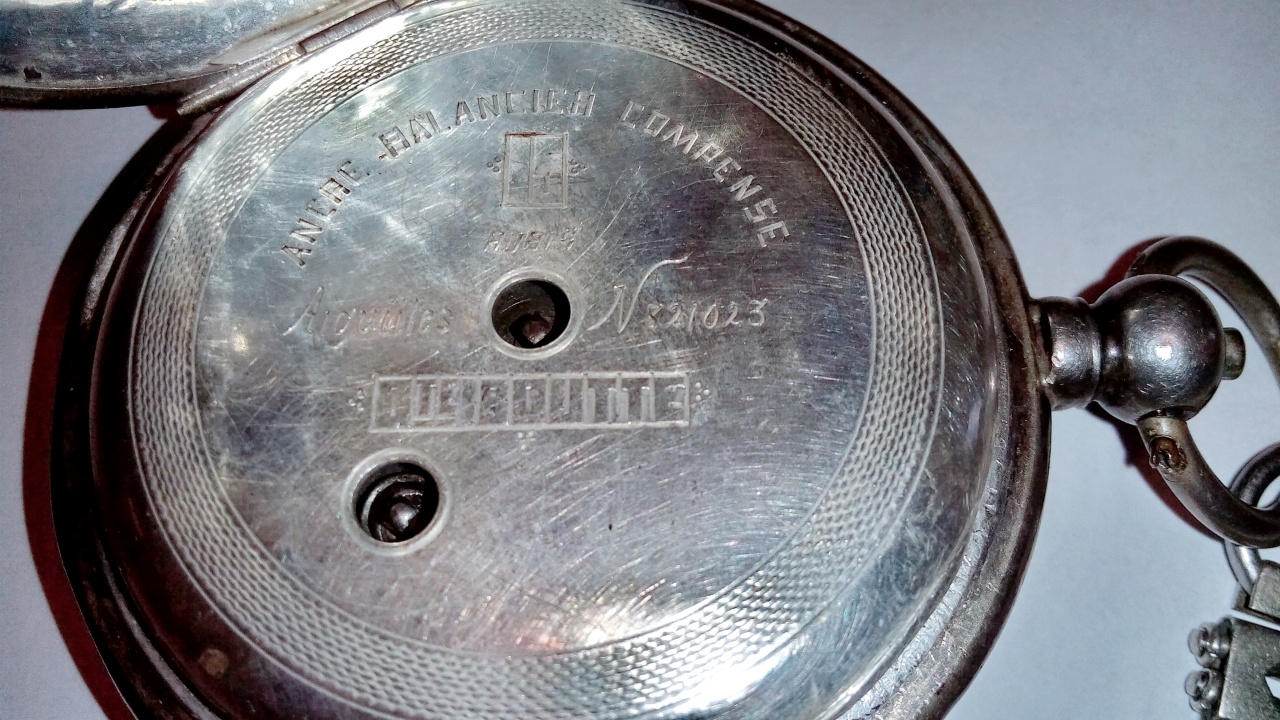 ANCRE BALANCIER COMPENSE
RUBIS
Aiguilles
N 821023